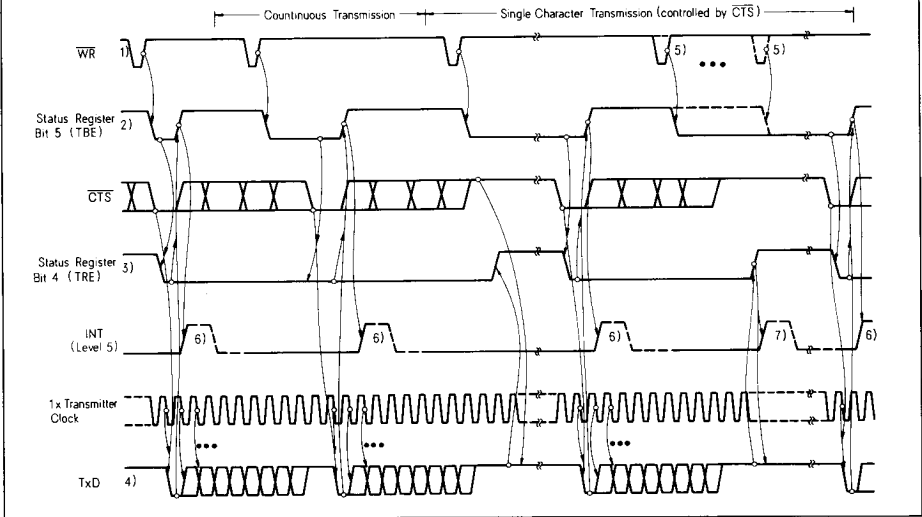 Countinuous Transmission
Single Character Transmission (controlled by CTS)
WR 1)
5) ••• 5)
Status Register
Bit 5 (TBE) 2)
CTS
Status Register
Bit 4 (TRE) 3)
INT
(Level 5)
6) 6) 6) 7) 6)
1x Transmitter
Clock
••• ••• •••
TxD 4)